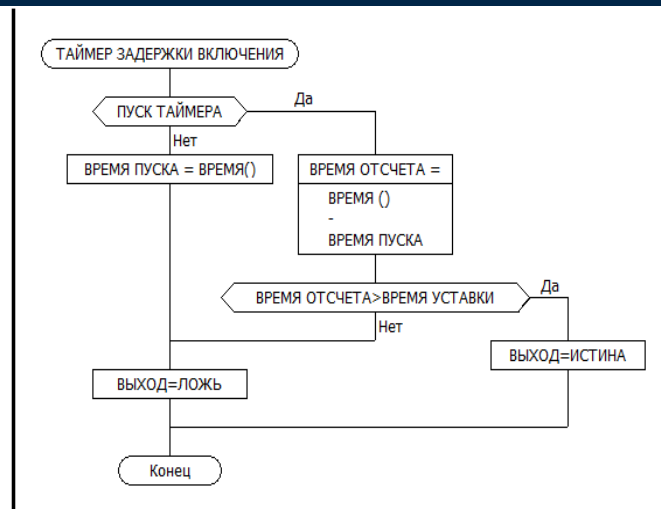 ТАЙМЕР ЗАДЕРЖКИ ВКЛЮЧЕНИЯ
ПУСК ТАЙМЕРА
Да
Нет
ВРЕМЯ ПУСКА = ВРЕМЯ()
ВРЕМЯ ОТСЧЕТА =
ВРЕМЯ ()
-
ВРЕМЯ ПУСКА
ВРЕМЯ ОТСЧЕТА>ВРЕМЯ УСТАВКИ
Да
Нет
ВЫХОД=ИСТИНА
ВЫХОД=ЛОЖЬ
Конец